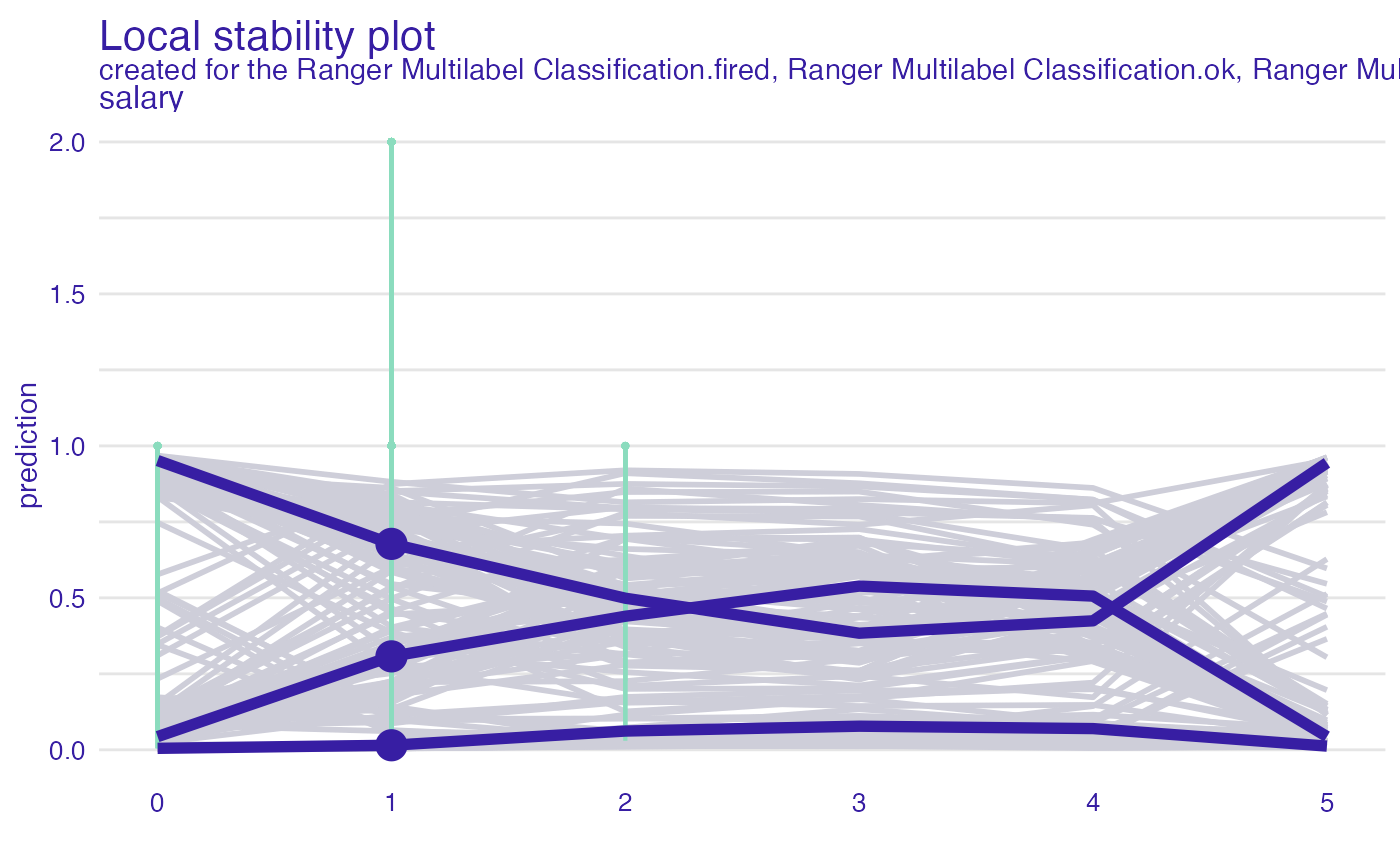 Local stability plot
created for the Ranger Multilabel Classification.fired, Ranger Multilabel Classification.ok, Ranger Mul
salary
2.0
1.5
1.0
0.5
0.0
prediction
0 1 2 3 4 5